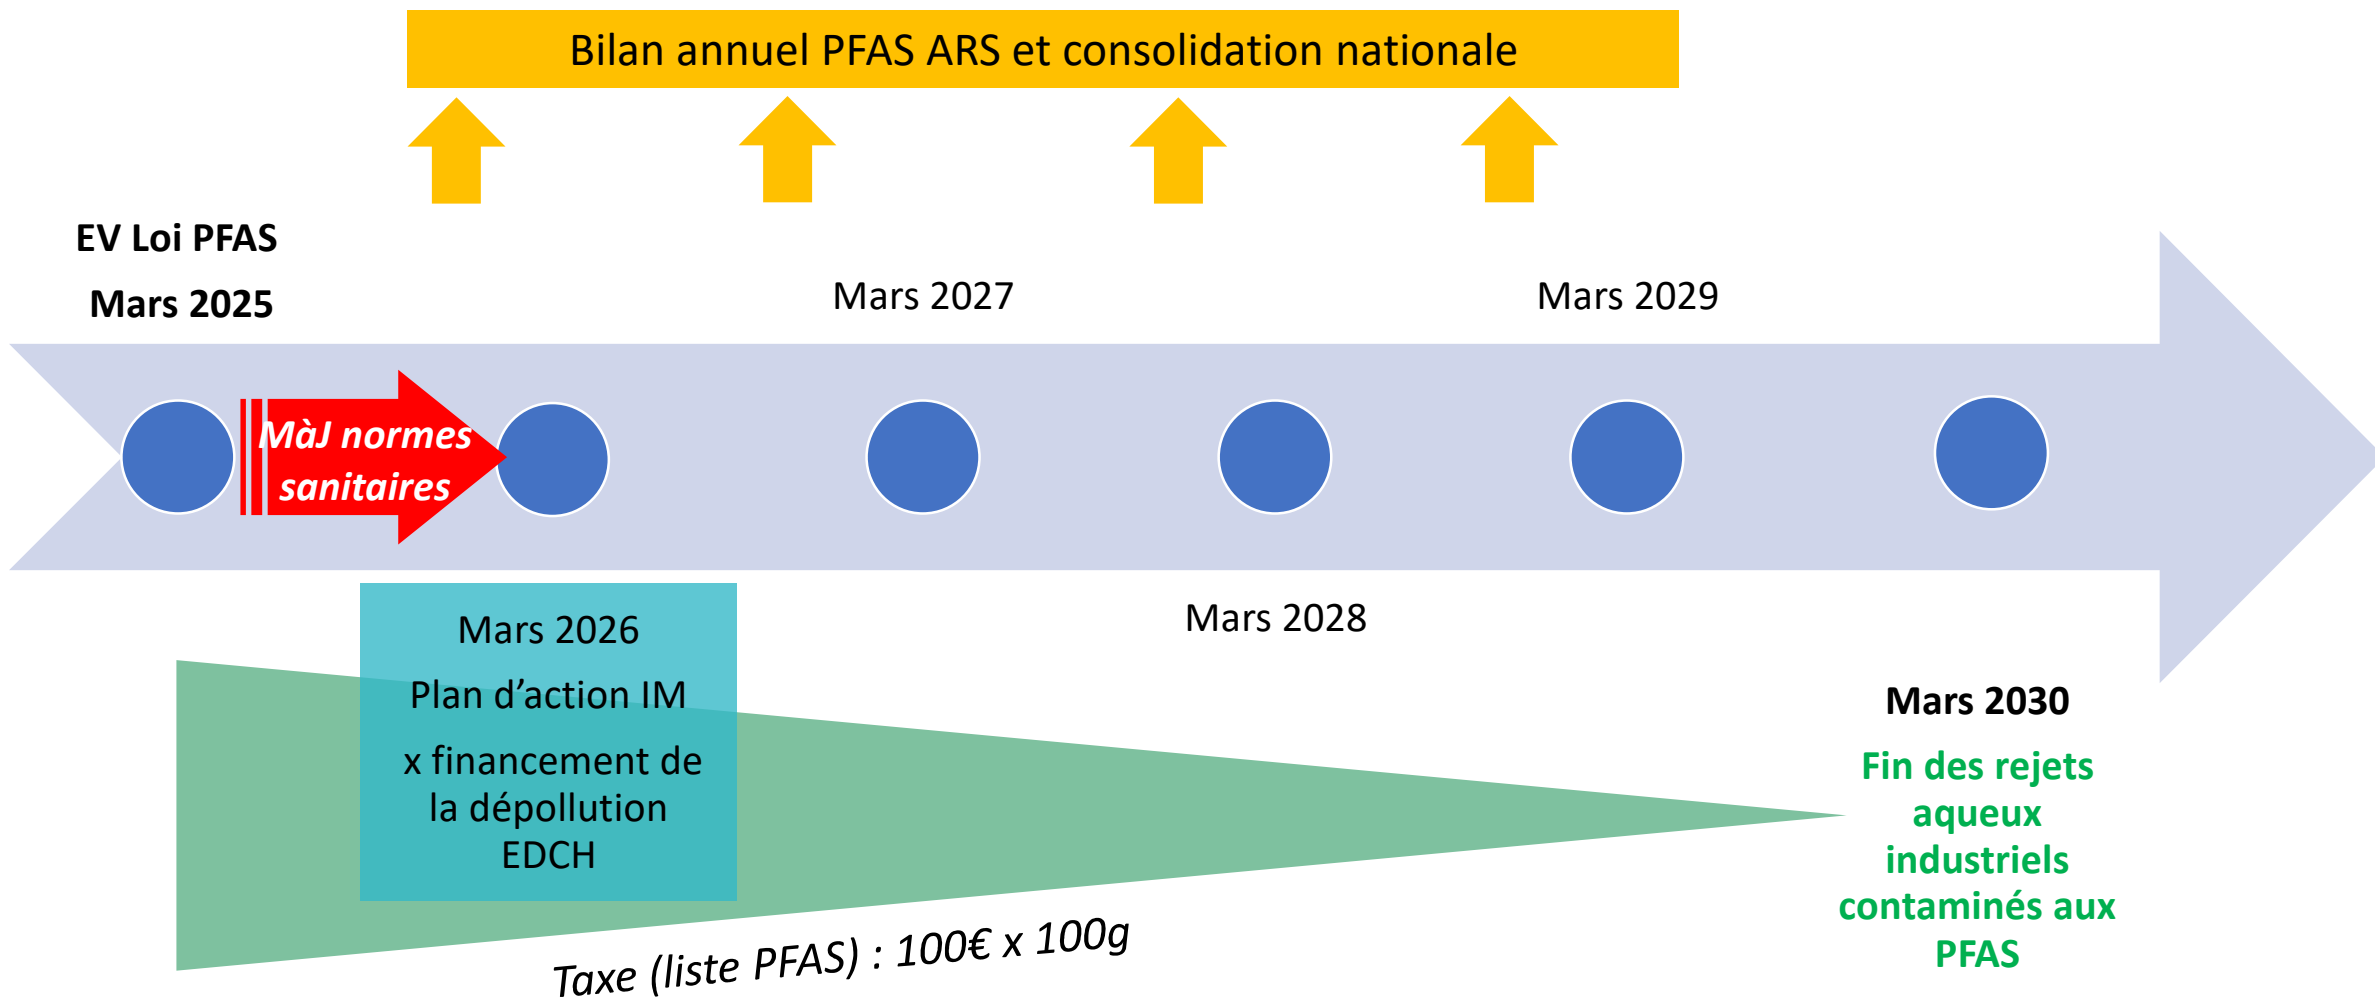 Bilan annuel PFAS ARS et consolidation nationale
EV Loi PFAS
Mars 2025
Mars 2027
Mars 2029
MàJ normes
sanitaires
Mars 2026
Plan d’action IM
x financement de
la dépollution
EDCH
Mars 2028
Mars 2030
Fin des rejets
aqueux
industriels
contaminés aux
PFAS
Taxe (liste PFAS) : 100€ x 100g